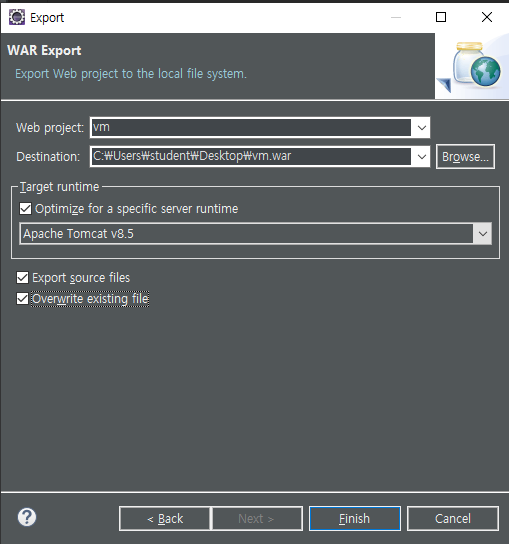 Export
WAR Export
Export Web project to the local file system.
Web project: vm
Destination: C:₩Users₩student₩Desktop₩vm.war Browse...
Target runtime
Optimize for a specific server runtime
Apache Tomcat v8.5
Export source files
Overwrite existing file
? < Back Next > Finish Cancel